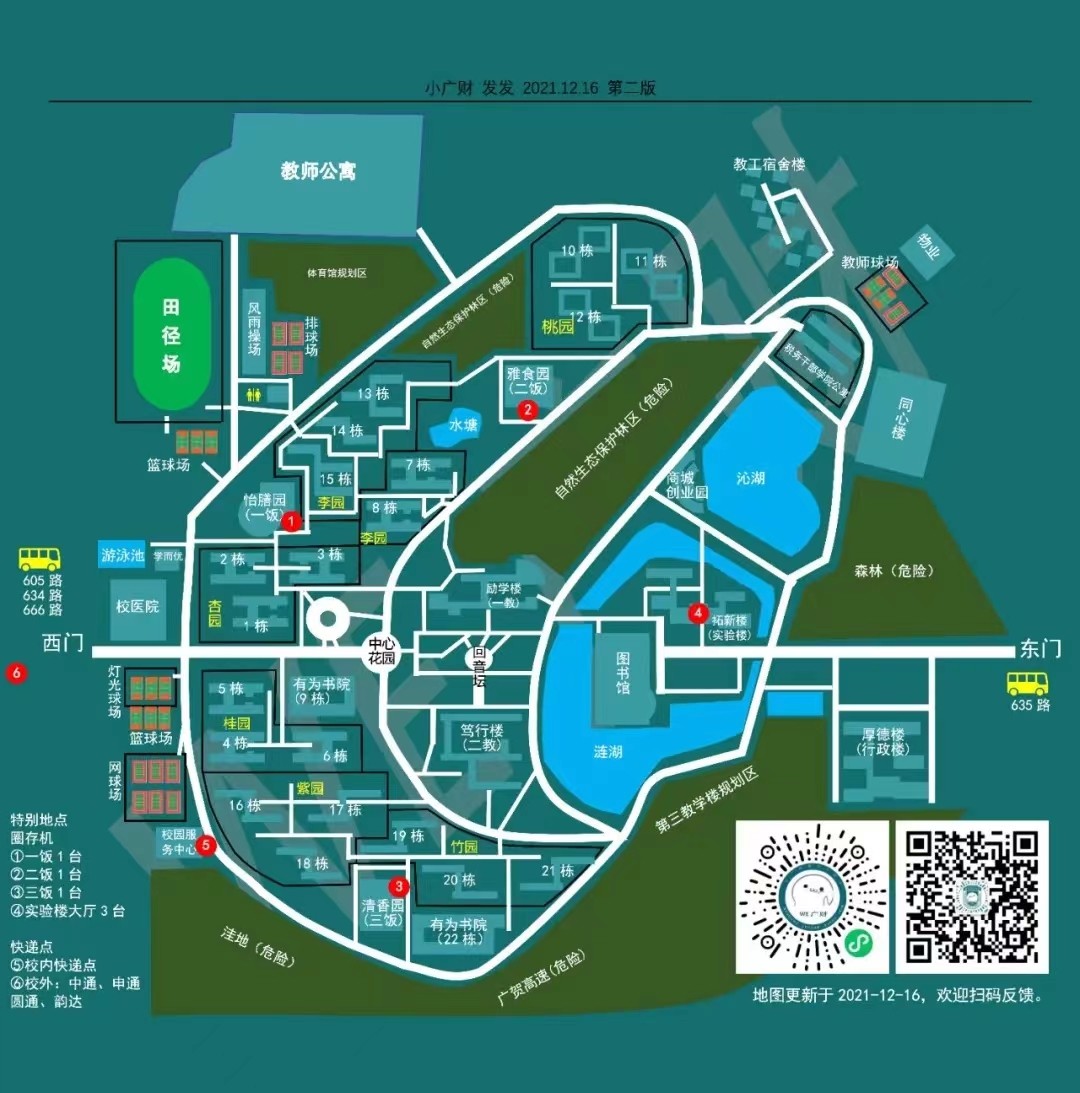 小广财 发发 2021.12.16 第二版
教师公寓
教工宿舍楼
物业
教师球场
田径场
风雨操场
排球场
体育馆规划区
自然生态保护林区（危险）
10 栋
11 栋
12 栋
桃园
税务干部学院公寓
同心楼
雅食园
（二饭）
2
13 栋
14 栋
水塘
篮球场
7 栋
15 栋
李园
怡膳园
（一饭）
1
8 栋
李园
自然生态保护林区（危险）
商城
创业园
沁湖
森林（危险）
605 路
634 路
666 路
游泳池
学而优
校医院
2 栋
3 栋
杏园
1 栋
励学楼
（一教）
4
拓新楼
（实验楼）
西门
中心
花园
回音坛
图书馆
东门
635 路
6
灯光球场
篮球场
5 栋
桂园
4 栋
有为书院
（9 栋）
6 栋
笃行楼
（二教）
涟湖
厚德楼
（行政楼）
网球场
紫园
16 栋
17 栋
18 栋
19 栋
竹园
20 栋
21 栋
第三教学楼规划区
校园服
务中心
5
3
清香园
（三饭）
有为书院
（22 栋）
洼地（危险）
广贺高速（危险）
特别地点
圈存机
①一饭 1 台
②二饭 1 台
③三饭 1 台
④实验楼大厅 3 台
快递点
⑤校内快递点
⑥校外：中通、申通
圆通、韵达
WE 广财
地图更新于 2021-12-16，欢迎扫码反馈。